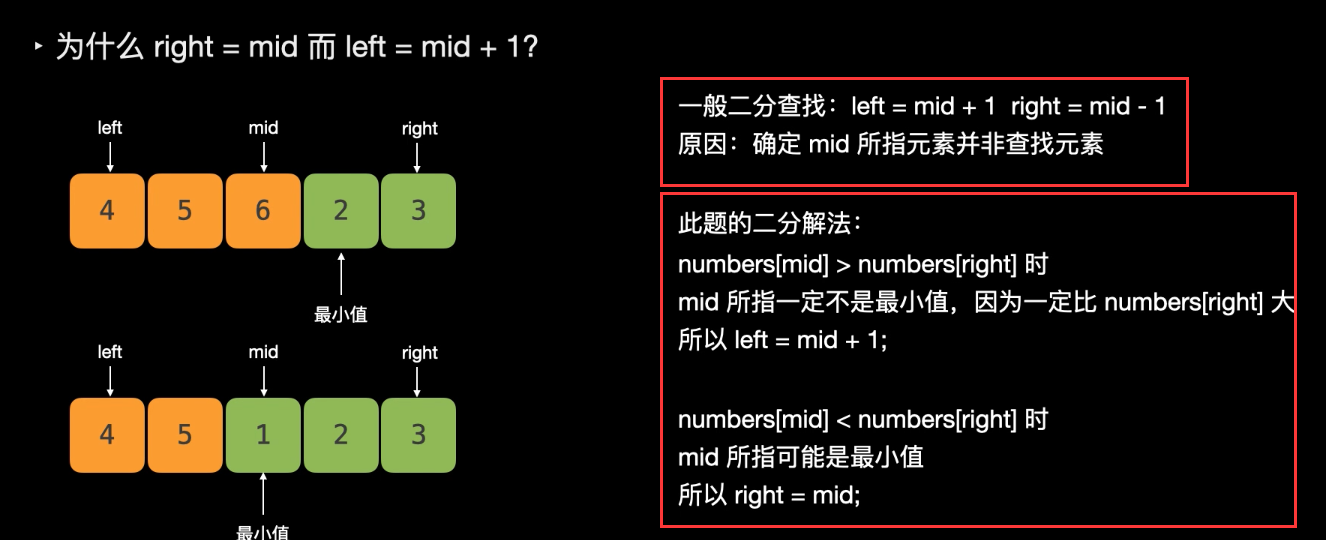 为什么 right = mid 而 left = mid + 1?
left mid right
4 5 6 2 3
最小值
left mid right
4 5 1 2 3
最小值
一般二分查找：left = mid + 1 right = mid - 1
原因：确定 mid 所指元素并非查找元素
此题的二分解法：
numbers[mid] > numbers[right] 时
mid 所指一定不是最小值，因为一定比 numbers[right] 大
所以 left = mid + 1;
numbers[mid] < numbers[right] 时
mid 所指可能是最小值
所以 right = mid;